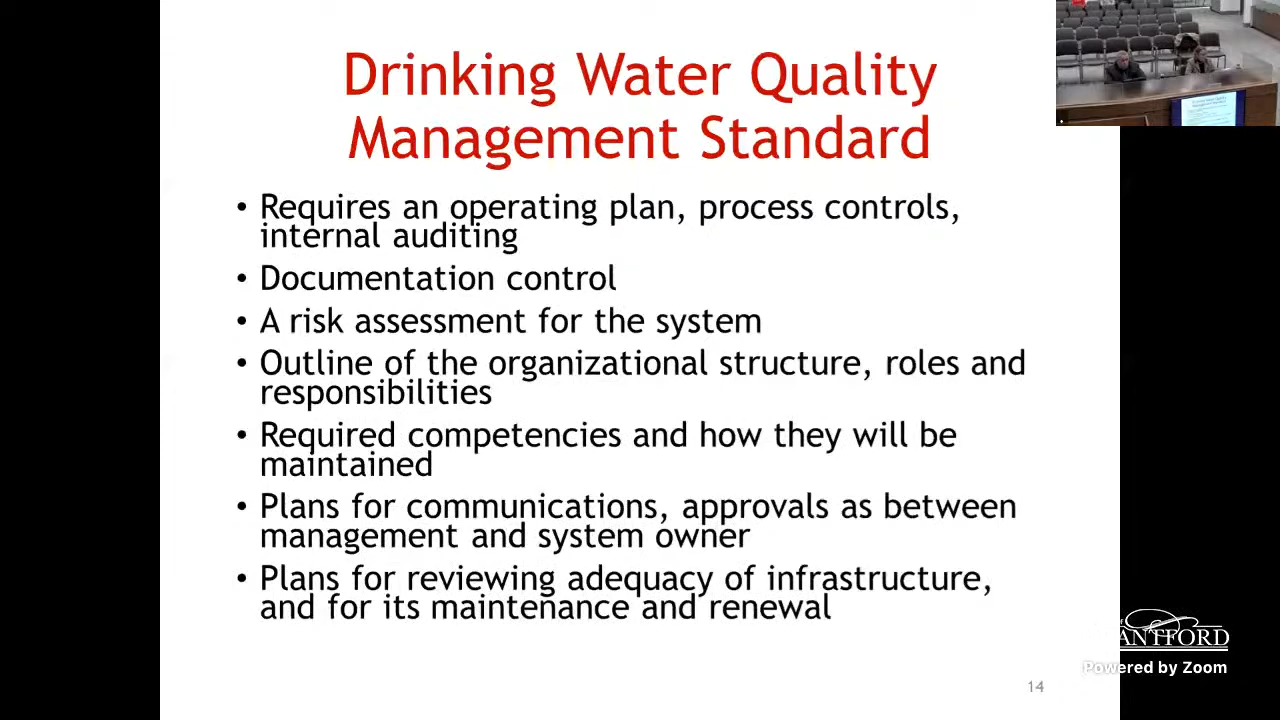 Drinking Water Quality
Management Standard
• Requires an operating plan, process controls,
internal auditing
• Documentation control
• A risk assessment for the system
• Outline of the organizational structure, roles and
responsibilities
• Required competencies and how they will be
maintained
• Plans for communications, approvals as between
management and system owner
• Plans for reviewing adequacy of infrastructure,
and for its maintenance and renewal
ANTFORD
Powered by Zoom
14